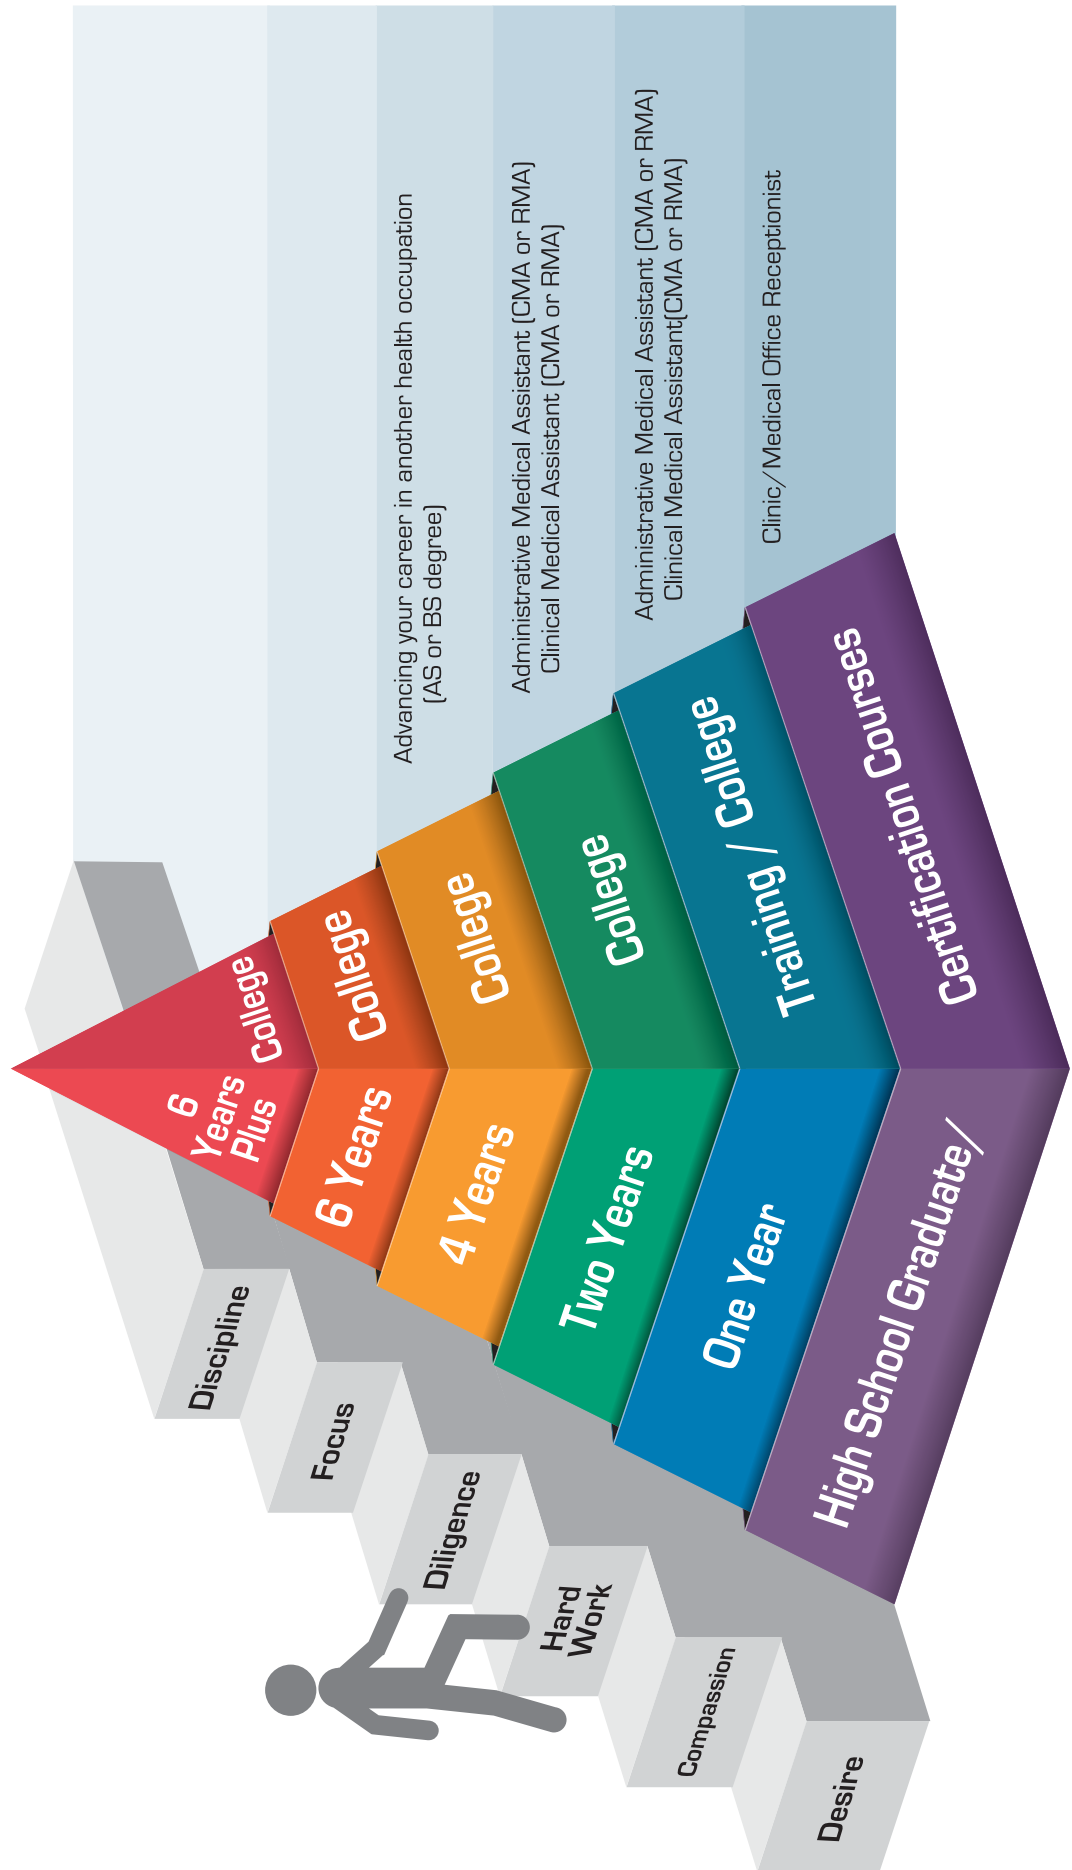 6
Years
Plus
College
6 Years
College
Advancing your career in another health occupation
(AS or BS degree)
4 Years
College
Administrative Medical Assistant (CMA or RMA)
Clinical Medical Assistant (CMA or RMA)
Two Years
College
Administrative Medical Assistant (CMA or RMA)
Clinical Medical Assistant(CMA or RMA)
One Year
Training / College
Clinic/Medical Office Receptionist
High School Graduate/
Certification Courses
Discipline
Focus
Diligence
Hard
Work
Compassion
Desire